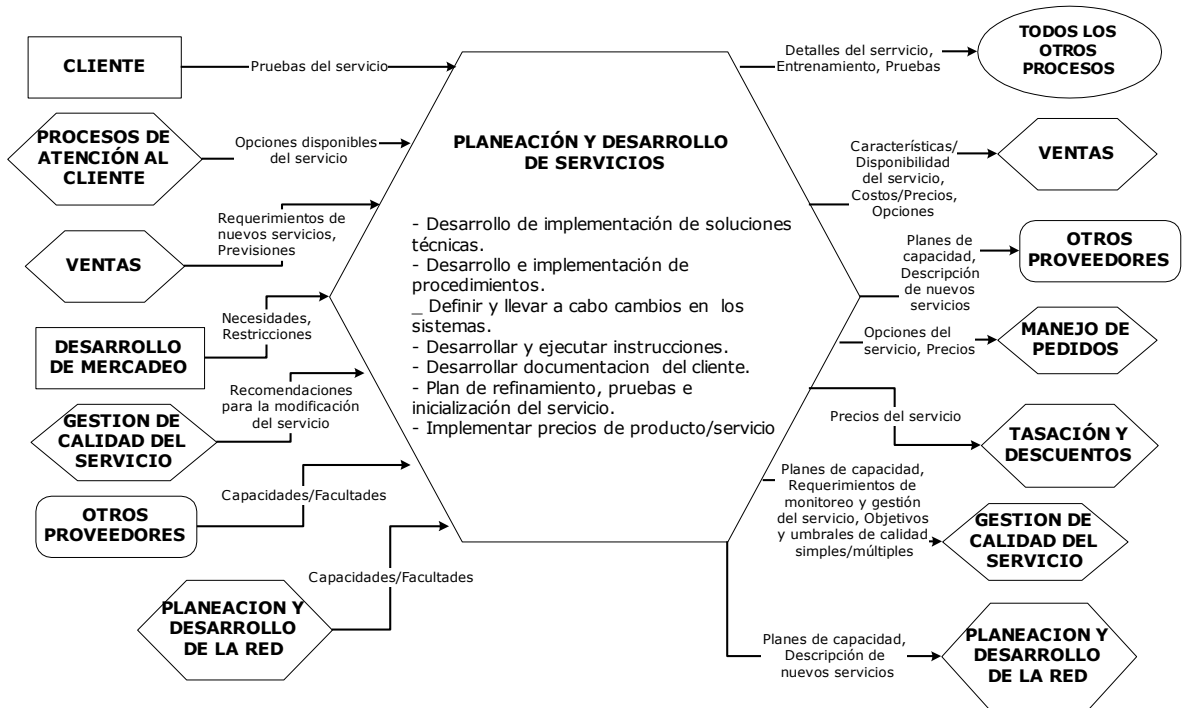 CLIENTE
Pruebas del servicio
PROCESOS DE
ATENCIÓN AL
CLIENTE
Opciones disponibles
del servicio
VENTAS
Requerimientos de
nuevos servicios,
Previsiones
DESARROLLO
DE MERCADEO
Necesidades,
Restricciones
GESTION DE
CALIDAD DEL
SERVICIO
Recomendaciones
para la modificación
del servicio
OTROS
PROVEEDORES
Capacidades/Facultades
PLANEACION Y
DESARROLLO
DE LA RED
Capacidades/Facultades
PLANEACIÓN Y DESARROLLO
DE SERVICIOS
- Desarrollo de implementación de soluciones
técnicas.
- Desarrollo e implementación de
procedimientos.
_ Definir y llevar a cabo cambios en los
sistemas.
- Desarrollar y ejecutar instrucciones.
- Desarrollar documentacion del cliente.
- Plan de refinamiento, pruebas e
inicialización del servicio.
- Implementar precios de producto/servicio
Detalles del serrvicio,
Entrenamiento, Pruebas
TODOS LOS
OTROS
PROCESOS
Características/
Disponibilidad
del servicio,
Costos/Precios,
Opciones
VENTAS
Planes de
capacidad,
Descripción
de nuevos
servicios
OTROS
PROVEEDORES
Opciones del
servicio, Precios
MANEJO DE
PEDIDOS
Precios del servicio
TASACIÓN Y
DESCUENTOS
Planes de capacidad,
Requerimientos de
monitoreo y gestión
del servicio, Objetivos
y umbrales de calidad
simples/múltiples
GESTION DE
CALIDAD DEL
SERVICIO
Planes de capacidad,
Descripción de
nuevos servicios
PLANEACION Y
DESARROLLO
DE LA RED